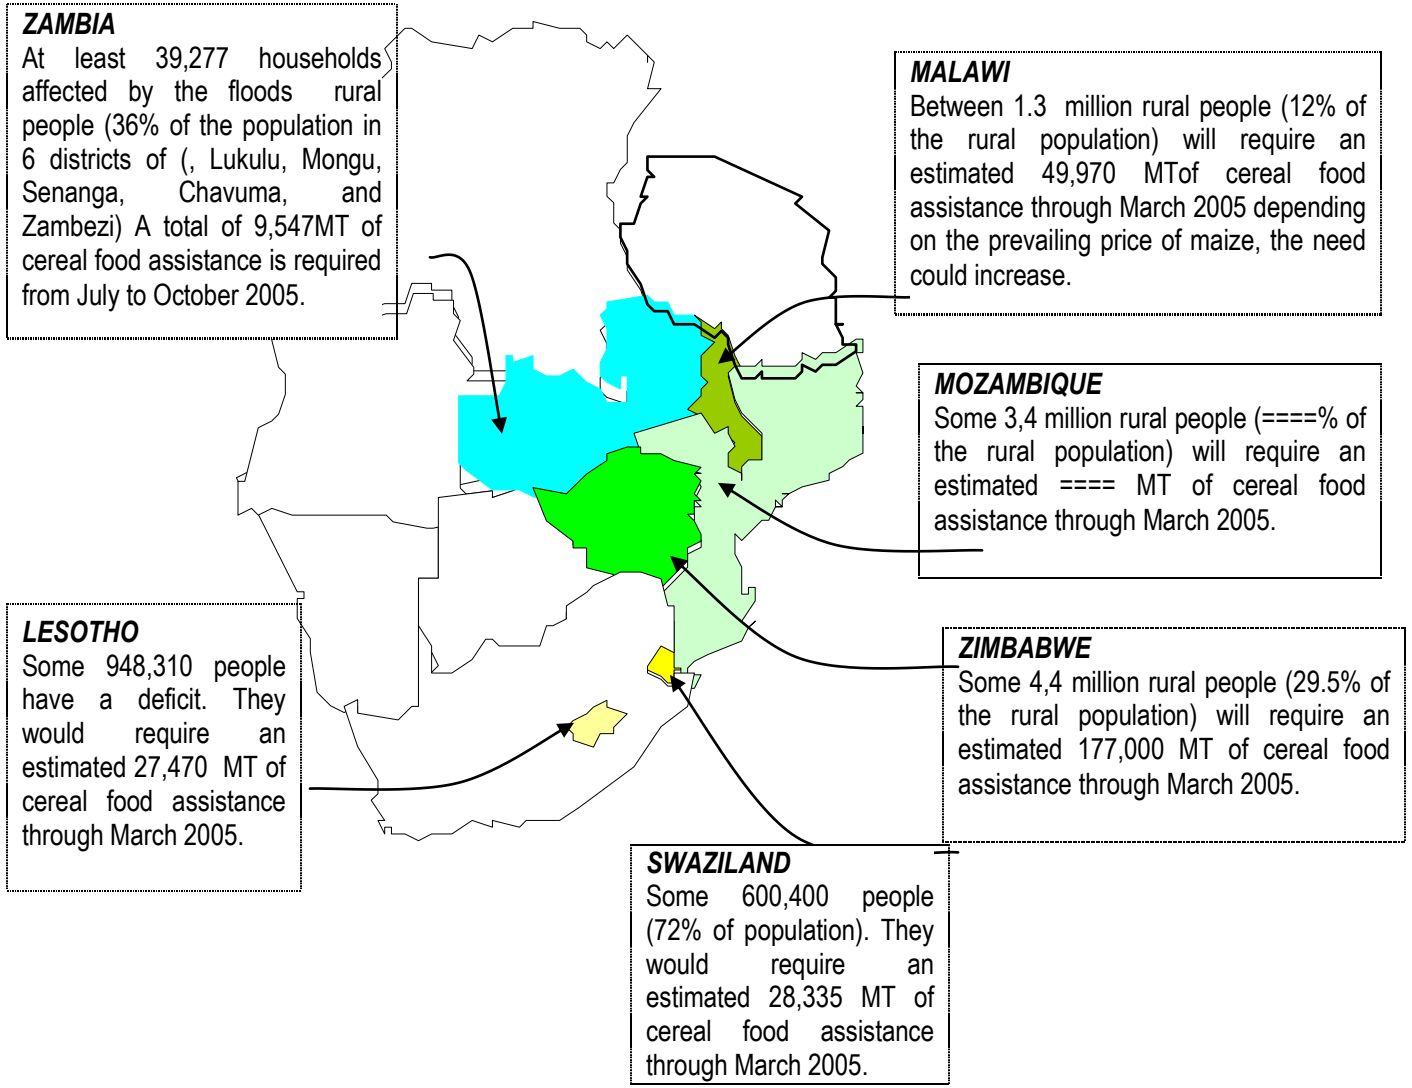 ZAMBIA
At least 39,277 households
affected by the floods rural
people (36% of the population in
6 districts of (, Lukulu, Mongu,
Senanga, Chavuma, and
Zambezi) A total of 9,547MT of
cereal food assistance is required
from July to October 2005.
MALAWI
Between 1.3 million rural people (12% of
the rural population) will require an
estimated 49,970 MTof cereal food
assistance through March 2005 depending
on the prevailing price of maize, the need
could increase.
MOZAMBIQUE
Some 3,4 million rural people (====% of
the rural population) will require an
estimated ==== MT of cereal food
assistance through March 2005.
LESOTHO
Some 948,310 people
have a deficit. They
would require an
estimated 27,470 MT of
cereal food assistance
through March 2005.
ZIMBABWE
Some 4,4 million rural people (29.5% of
the rural population) will require an
estimated 177,000 MT of cereal food
assistance through March 2005.
SWAZILAND
Some 600,400 people
(72% of population). They
would require an
estimated 28,335 MT of
cereal food assistance
through March 2005.